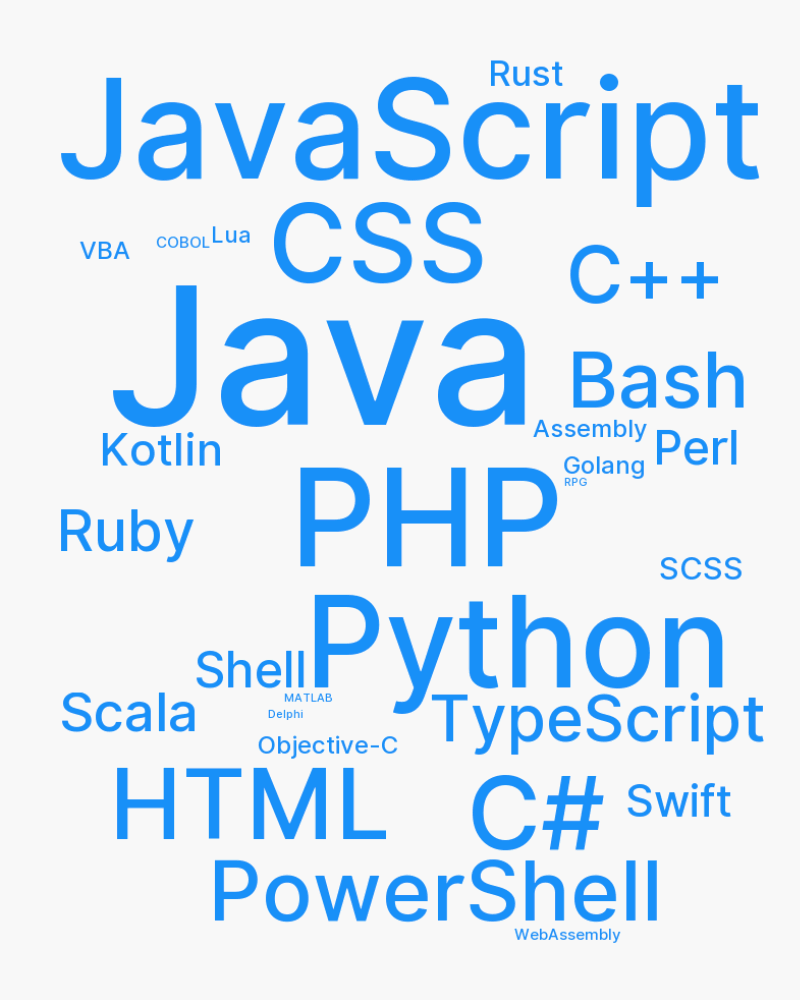 Rust
JavaScript
CSS
VBA COBOL Lua
C++
Java
Bash
Assembly
Kotlin
Perl
Golang
RPG
PHP
Ruby
SCSS
Python
Shell
MATLAB
Scala
Delphi
TypeScript
Objective-C
HTML
C#
Swift
PowerShell
WebAssembly